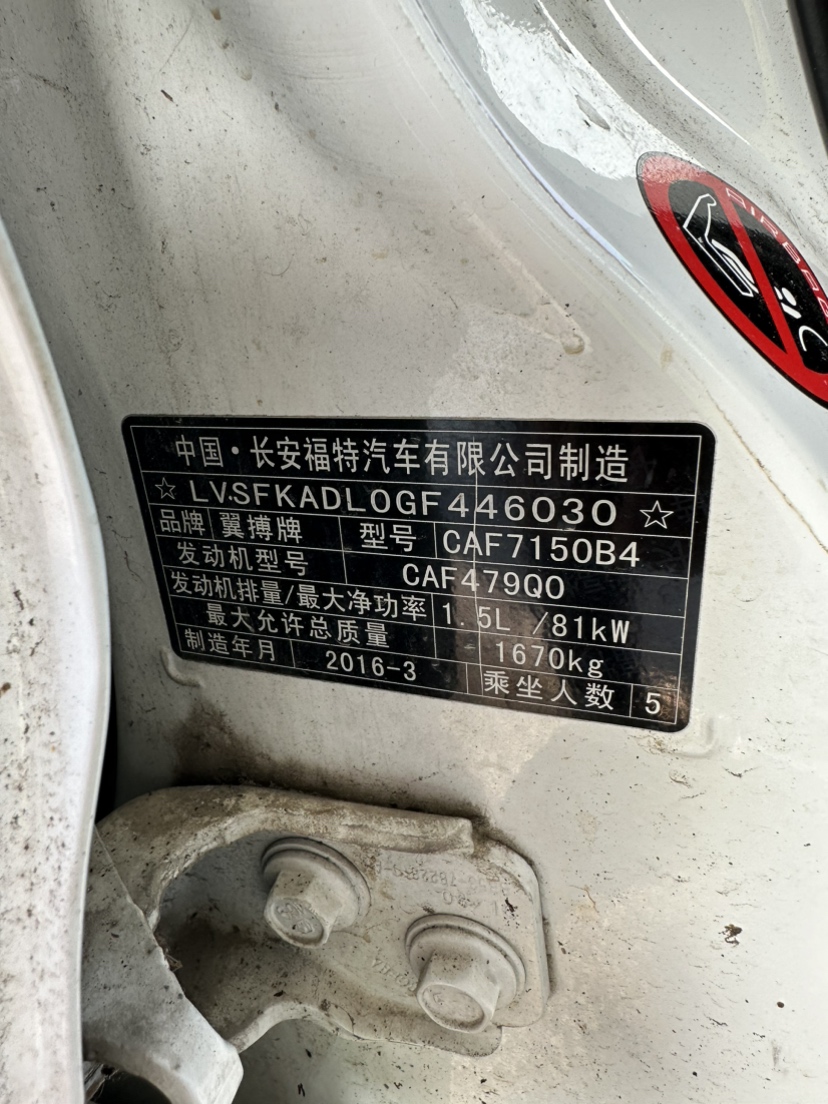 中国·长安福特汽车有限公司制造
☆ LVSFKADL0GF446030 ☆
品牌 翼搏牌 型号 CAF7150B4
发动机型号 CAF479Q0
发动机排量/最大净功率 1.5L /81kW
最大允许总质量 1670kg
制造年月 2016-3 乘坐人数 5